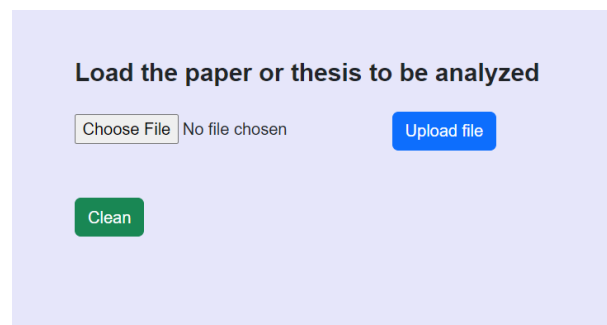 Load the paper or thesis to be analyzed
Choose File No file chosen Upload file
Clean